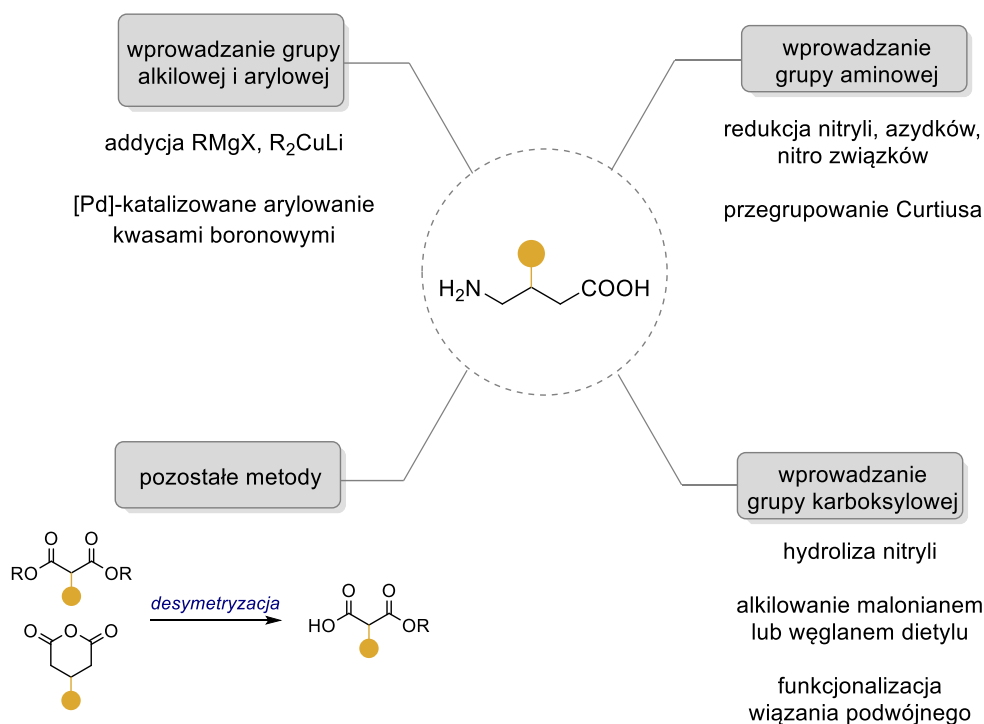 wprowadzanie grupy
alkilowej i arylowej
addycja RMgX, R₂CuLi
[Pd]-katalizowane arylowanie
kwasami boronowymi
wprowadzanie
grupy aminowej
redukcja nitryli, azydków,
nitro związków
przegrupowanie Curtiusa
H₂N
COOH
pozostałe metody
O O
RO OR
O O O
desymetryzacja
O O
HO OR
wprowadzanie
grupy karboksylowej
hydroliza nitryli
alkilowanie malonianem
lub węglanem dietylu
funkcjonalizacja
wiązania podwójnego